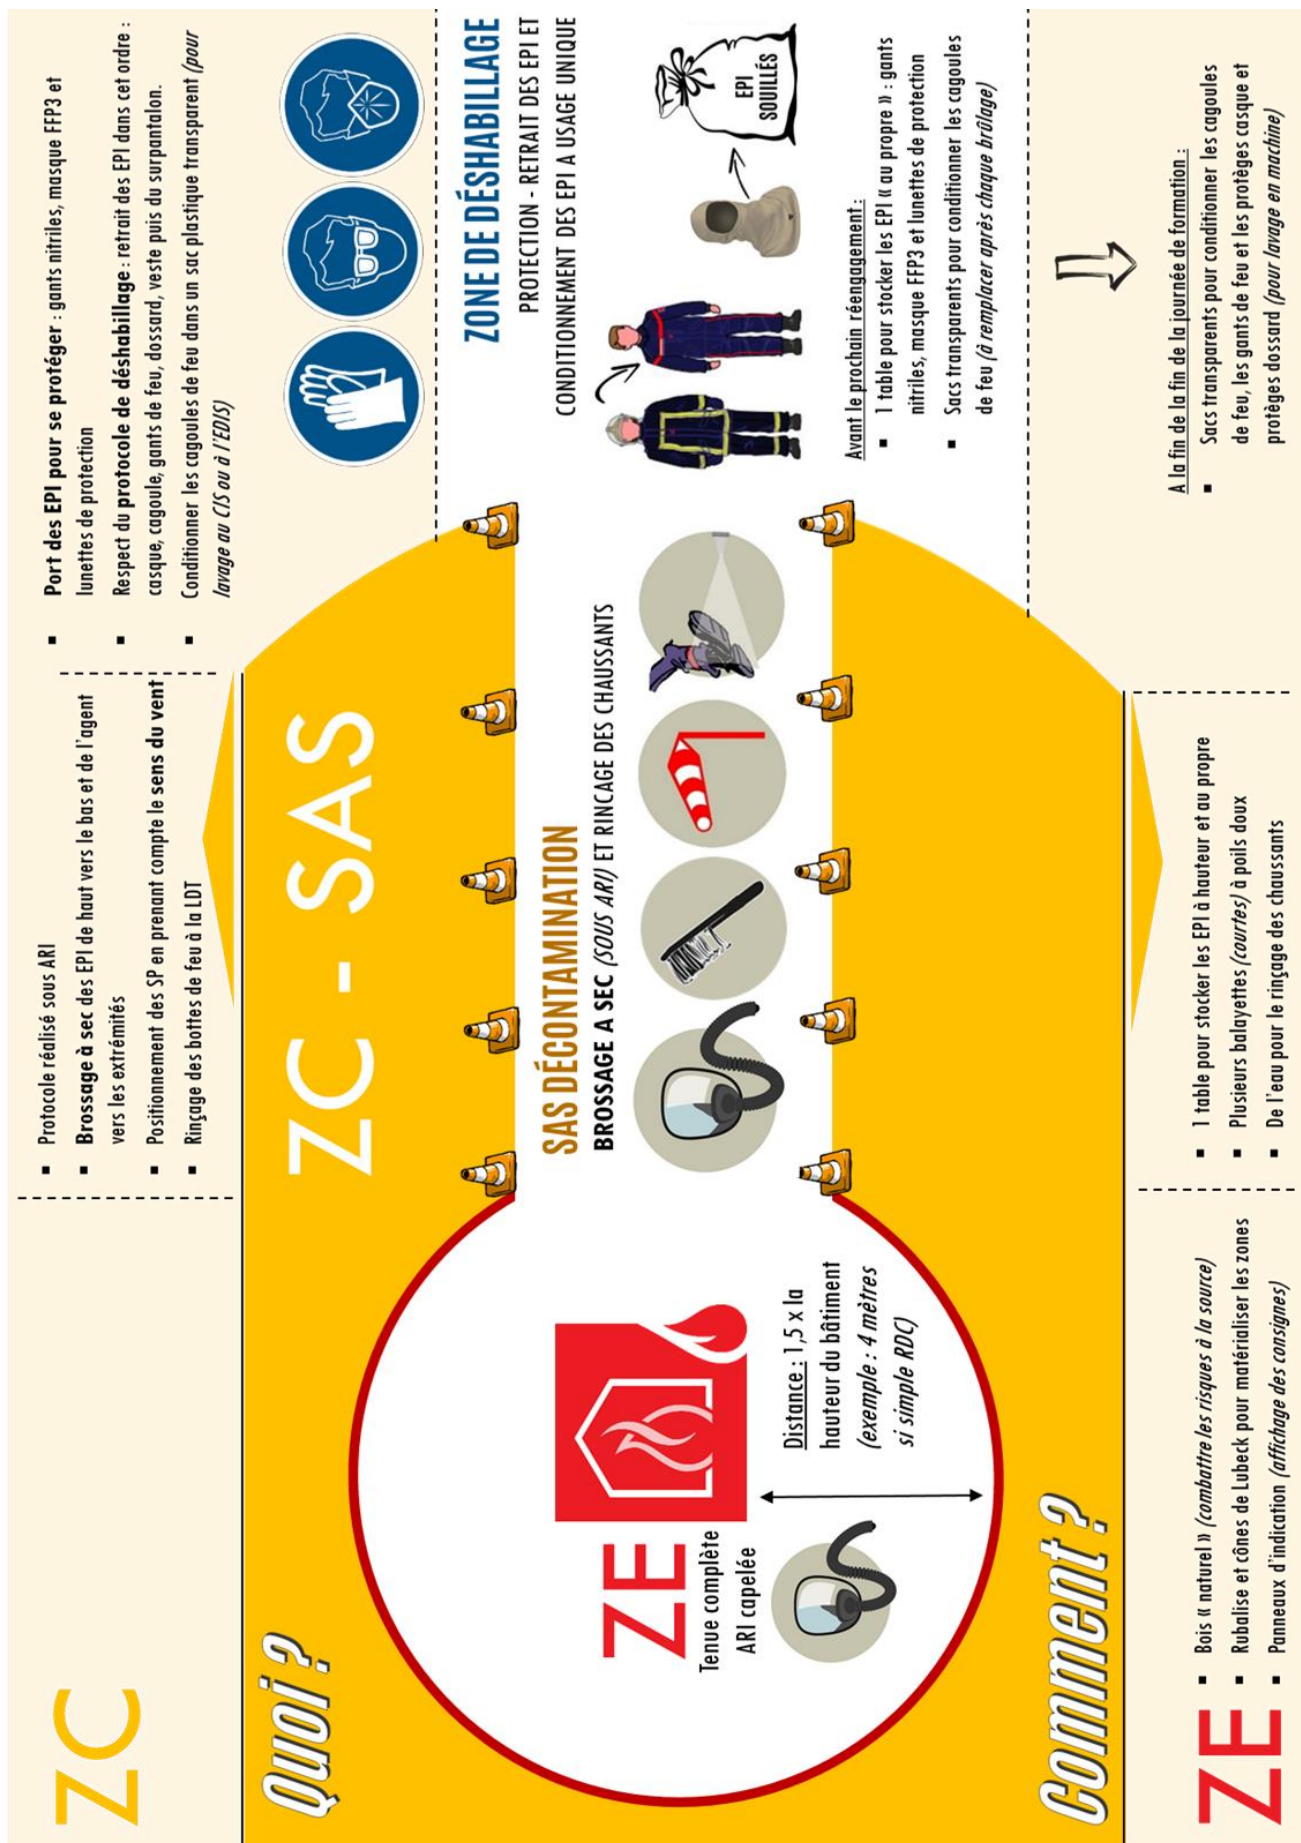 ZC
▪ Protocole réalisé sous ARI
▪ Brossage à sec des EPI de haut vers le bas et de l'agent
vers les extrémités
▪ Positionnement des SP en prenant compte le sens du vent
▪ Rinçage des bottes de feu à la LDT
▪ Port des EPI pour se protéger : gants nitriles, masque FFP3 et
lunettes de protection
▪ Respect du protocole de déshabillage : retrait des EPI dans cet ordre :
casque, cagoule, gants de feu, dossard, veste puis du surpantalon.
▪ Conditionner les cagoules de feu dans un sac plastique transparent (pour
lavage au CIS ou à l'EDIS)
Quoi ?
ZC - SAS
ZE
Tenue complète
ARI capelée
Distance : 1,5 x la
hauteur du bâtiment
(exemple : 4 mètres
si simple RDC)
SAS DÉCONTAMINATION
BROSSAGE A SEC (SOUS ARI) ET RINCAGE DES CHAUSSANTS
ZONE DE DÉSHABILLAGE
PROTECTION - RETRAIT DES EPI ET
CONDITIONNEMENT DES EPI A USAGE UNIQUE
EPI
SOUILLÉS
Avant le prochain réengagement :
▪ 1 table pour stocker les EPI « au propre » : gants
nitriles, masque FFP3 et lunettes de protection
▪ Sacs transparents pour conditionner les cagoules
de feu (à remplacer après chaque brûlage)
Comment ?
ZE
▪ Bois « naturel » (combattre les risques à la source)
▪ Rubalise et cônes de Lubeck pour matérialiser les zones
▪ Panneaux d'indication (affichage des consignes)
▪ 1 table pour stocker les EPI à hauteur et au propre
▪ Plusieurs balayettes (courtes) à poils doux
▪ De l'eau pour le rinçage des chaussants
A la fin de la fin de la journée de formation :
▪ Sacs transparents pour conditionner les cagoules
de feu, les gants de feu et les protèges casque et
protèges dossard (pour lavage en machine)